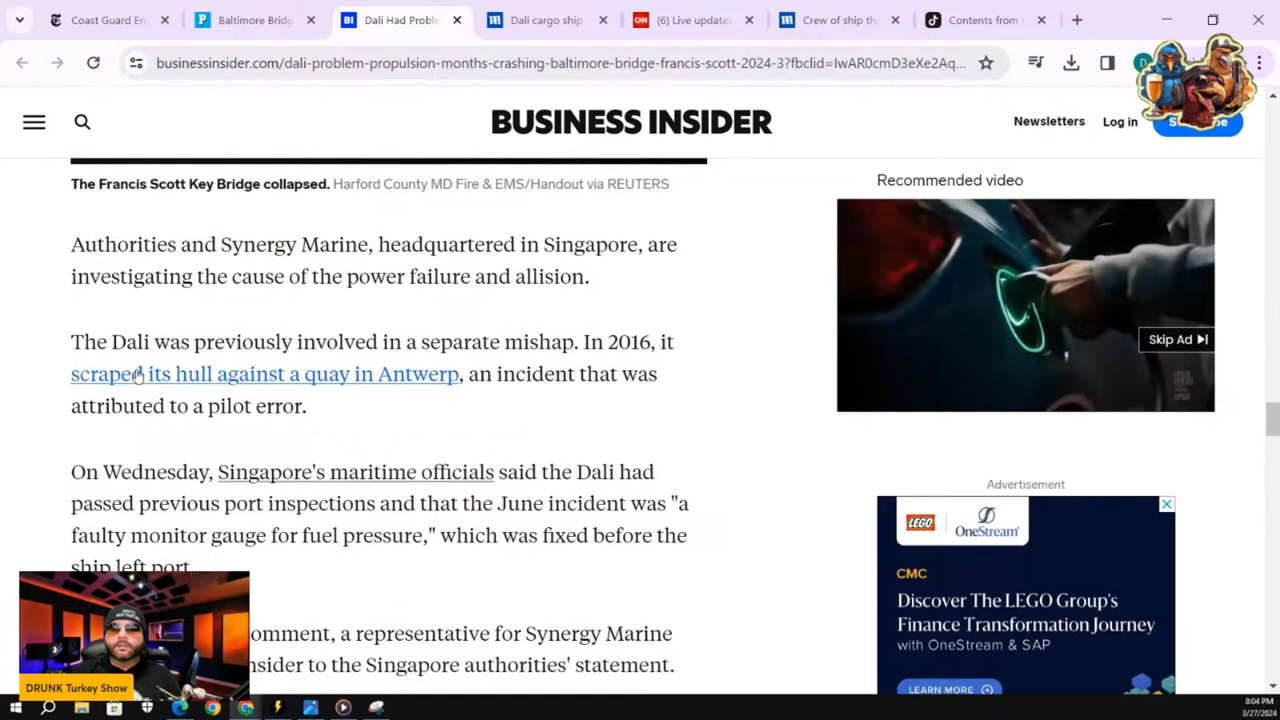 Coast Guard En
Baltimore Bridg
Dali Had Proble
Dali cargo ship
(6) Live updates
Crew of ship th
Contents from
businessinsider.com/dali-problem-propulsion-months-crashing-baltimore-bridge-francis-scott-2024-3?fbclid=IwAR0cmD3eXe2Aq...
BUSINESS INSIDER
Newsletters
Log in
The Francis Scott Key Bridge collapsed. Harford County MD Fire & EMS/Handout via REUTERS
Recommended video
Authorities and Synergy Marine, headquartered in Singapore, are
investigating the cause of the power failure and allision.
Skip Ad
The Dali was previously involved in a separate mishap. In 2016, it
scraped its hull against a quay in Antwerp, an incident that was
attributed to a pilot error.
On Wednesday, Singapore's maritime officials said the Dali had
passed previous port inspections and that the June incident was "a
faulty monitor gauge for fuel pressure," which was fixed before the
ship left port.
omment, a representative for Synergy Marine
nsider to the Singapore authorities' statement.
Advertisement
LEGO
OneStream
CMC
Discover The LEGO Group's
Finance Transformation Journey
with OneStream & SAP
LEARN MORE
DRUNK Turkey Show
8:04 PM
3/27/2024